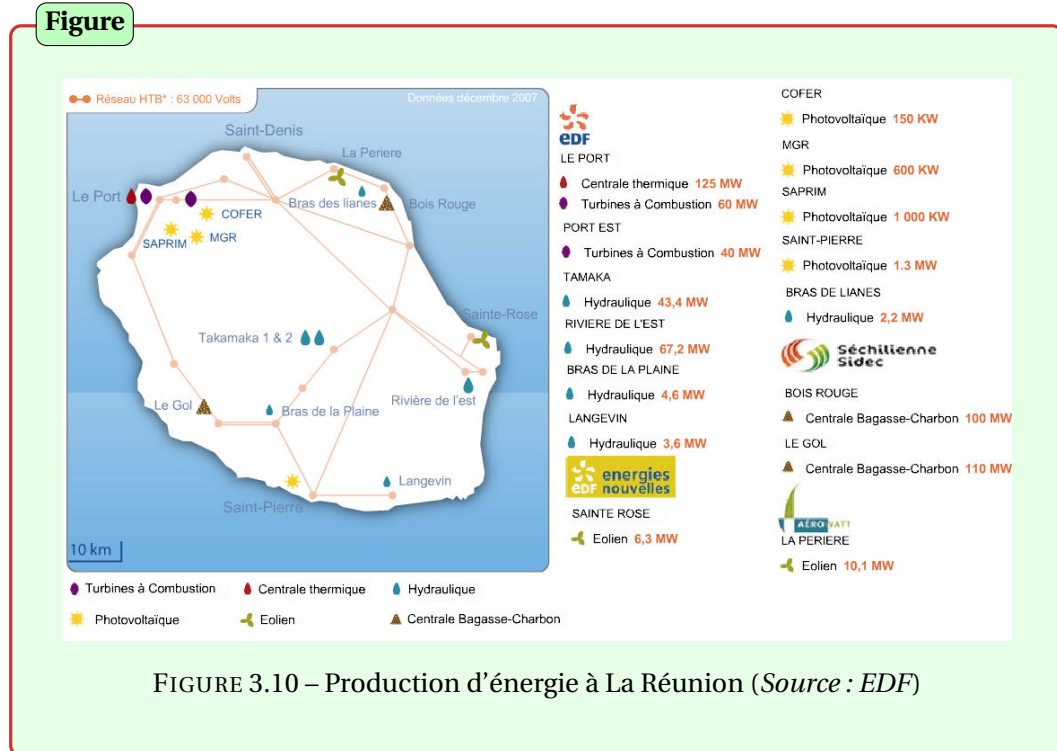 Figure
Réseau HTB* : 63 000 Volts
Données décembre 2007
Saint-Denis
La Periere
Le Port
Bras des lianes
Bois Rouge
COFER
SAPRIM
MGR
Sainte-Rose
Takamaka 1 & 2
Le Gol
Bras de la Plaine
Rivière de l'est
Langevin
Saint-Pierre
10 km
Turbines à Combustion
Centrale thermique
Hydraulique
Photovoltaïque
Eolien
Centrale Bagasse-Charbon
eDF
LE PORT
Centrale thermique 125 MW
Turbines à Combustion 60 MW
PORT EST
Turbines à Combustion 40 MW
TAMAKA
Hydraulique 43,4 MW
RIVIERE DE L'EST
Hydraulique 67,2 MW
BRAS DE LA PLAINE
Hydraulique 4,6 MW
LANGEVIN
Hydraulique 3,6 MW
eDF energies
nouvelles
SAINTE ROSE
Eolien 6,3 MW
COFER
Photovoltaïque 150 KW
MGR
Photovoltaïque 600 KW
SAPRIM
Photovoltaïque 1 000 KW
SAINT-PIERRE
Photovoltaïque 1.3 MW
BRAS DE LIANES
Hydraulique 2,2 MW
Séchilienne
Sidec
BOIS ROUGE
Centrale Bagasse-Charbon 100 MW
LE GOL
Centrale Bagasse-Charbon 110 MW
AÉROWATT
LA PERIERE
Eolien 10,1 MW
FIGURE 3.10 – Production d'énergie à La Réunion (Source : EDF)